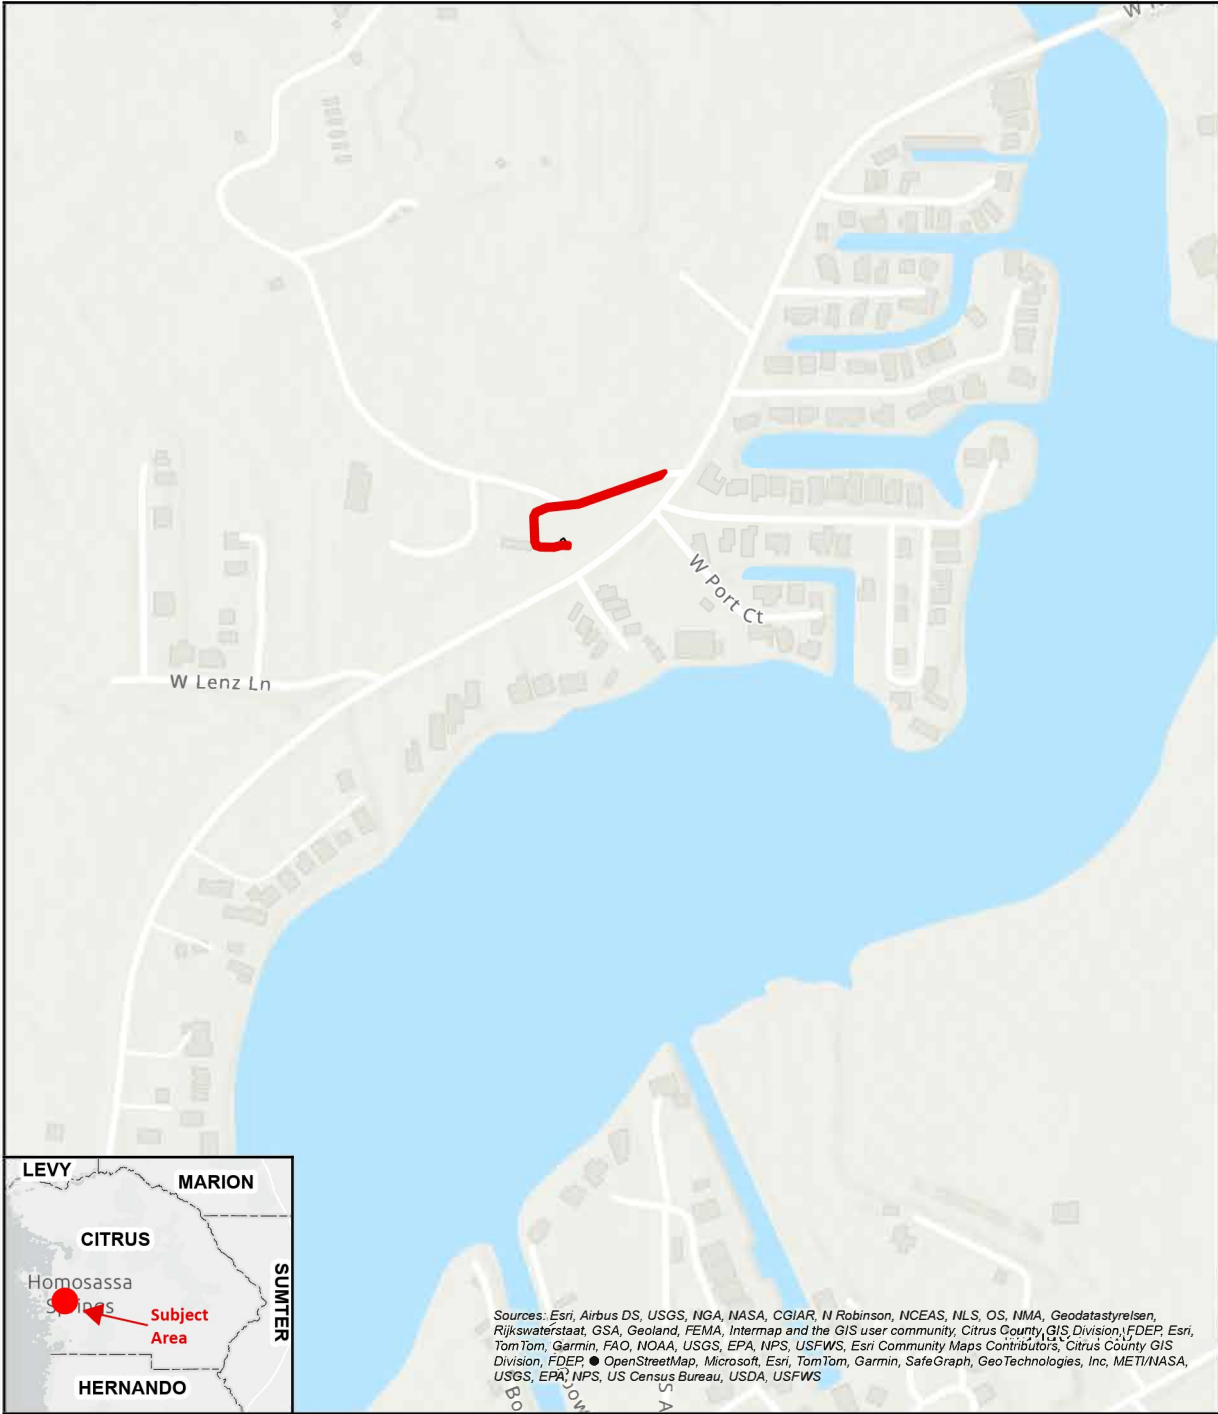 W
W Port Ct
W Lenz Ln
LEVY
MARION
CITRUS
SUMTER
Homosassa
Springs
Subject
Area
HERNANDO
Sources: Esri, Airbus DS, USGS, NGA, NASA, CGIAR, N Robinson, NCEAS, NLS, OS, NMA, Geodatastyrelsen,
Rijkswaterstaat, GSA, Geoland, FEMA, Intermap and the GIS user community, Citrus County GIS Division, FDEP, Esri,
TomTom, Garmin, FAO, NOAA, USGS, EPA, NPS, USFWS, Esri Community Maps Contributors, Citrus County GIS
Division, FDEP, ● OpenStreetMap, Microsoft, Esri, TomTom, Garmin, SafeGraph, GeoTechnologies, Inc, METI/NASA,
USGS, EPA, NPS, US Census Bureau, USDA, USFWS
Bo
S A